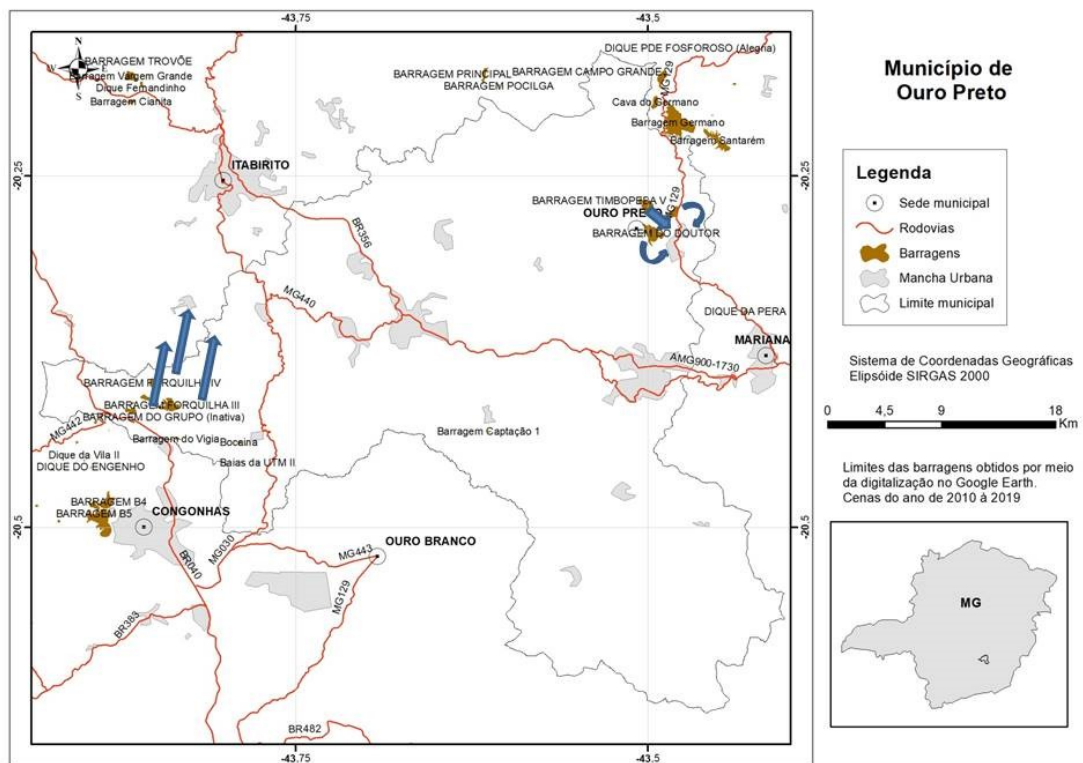 -43,75
-43,5
DIQUE PDE FOSFOROSO (Alegria)
N
W E
S
BARRAGEM TROVÕE
Barragem Vargem Grande
Dique Fernandinho
Barragem Cianita
BARRAGEM PRINCIPAL
BARRAGEM CAMPO GRANDE
BARRAGEM POCILGA
MG129
Cava do Germano
Barragem Germano
Barragem Santarém
-20,25
-20,25
ITABIRITO
BARRAGEM TIMBOPEBA V
MG129
OURO PRETO
BARRAGEM DO DOUTOR
BR356
MG440
DIQUE DA PERA
MARIANA
AMG900-1730
BARRAGEM FORQUILHA IV
BARRAGEM FORQUILHA III
BARRAGEM DO GRUPO (Inativa)
MG442
Barragem do Vigia
Bocaina
Barragem Captação 1
Dique da Vila II
DIQUE DO ENGENHO
Baias da UTM II
BARRAGEM B4
BARRAGEM B5
CONGONHAS
-20,5
-20,5
OURO BRANCO
MG443
MG030
BR040
MG129
BR383
BR482
-43,75
-43,5
Município de
Ouro Preto
Legenda
Sede municipal
Rodovias
Barragens
Mancha Urbana
Limite municipal
Sistema de Coordenadas Geográficas
Elipsóide SIRGAS 2000
0 4,5 9 18
Km
Limites das barragens obtidos por meio
da digitalização no Google Earth.
Cenas do ano de 2010 à 2019
MG